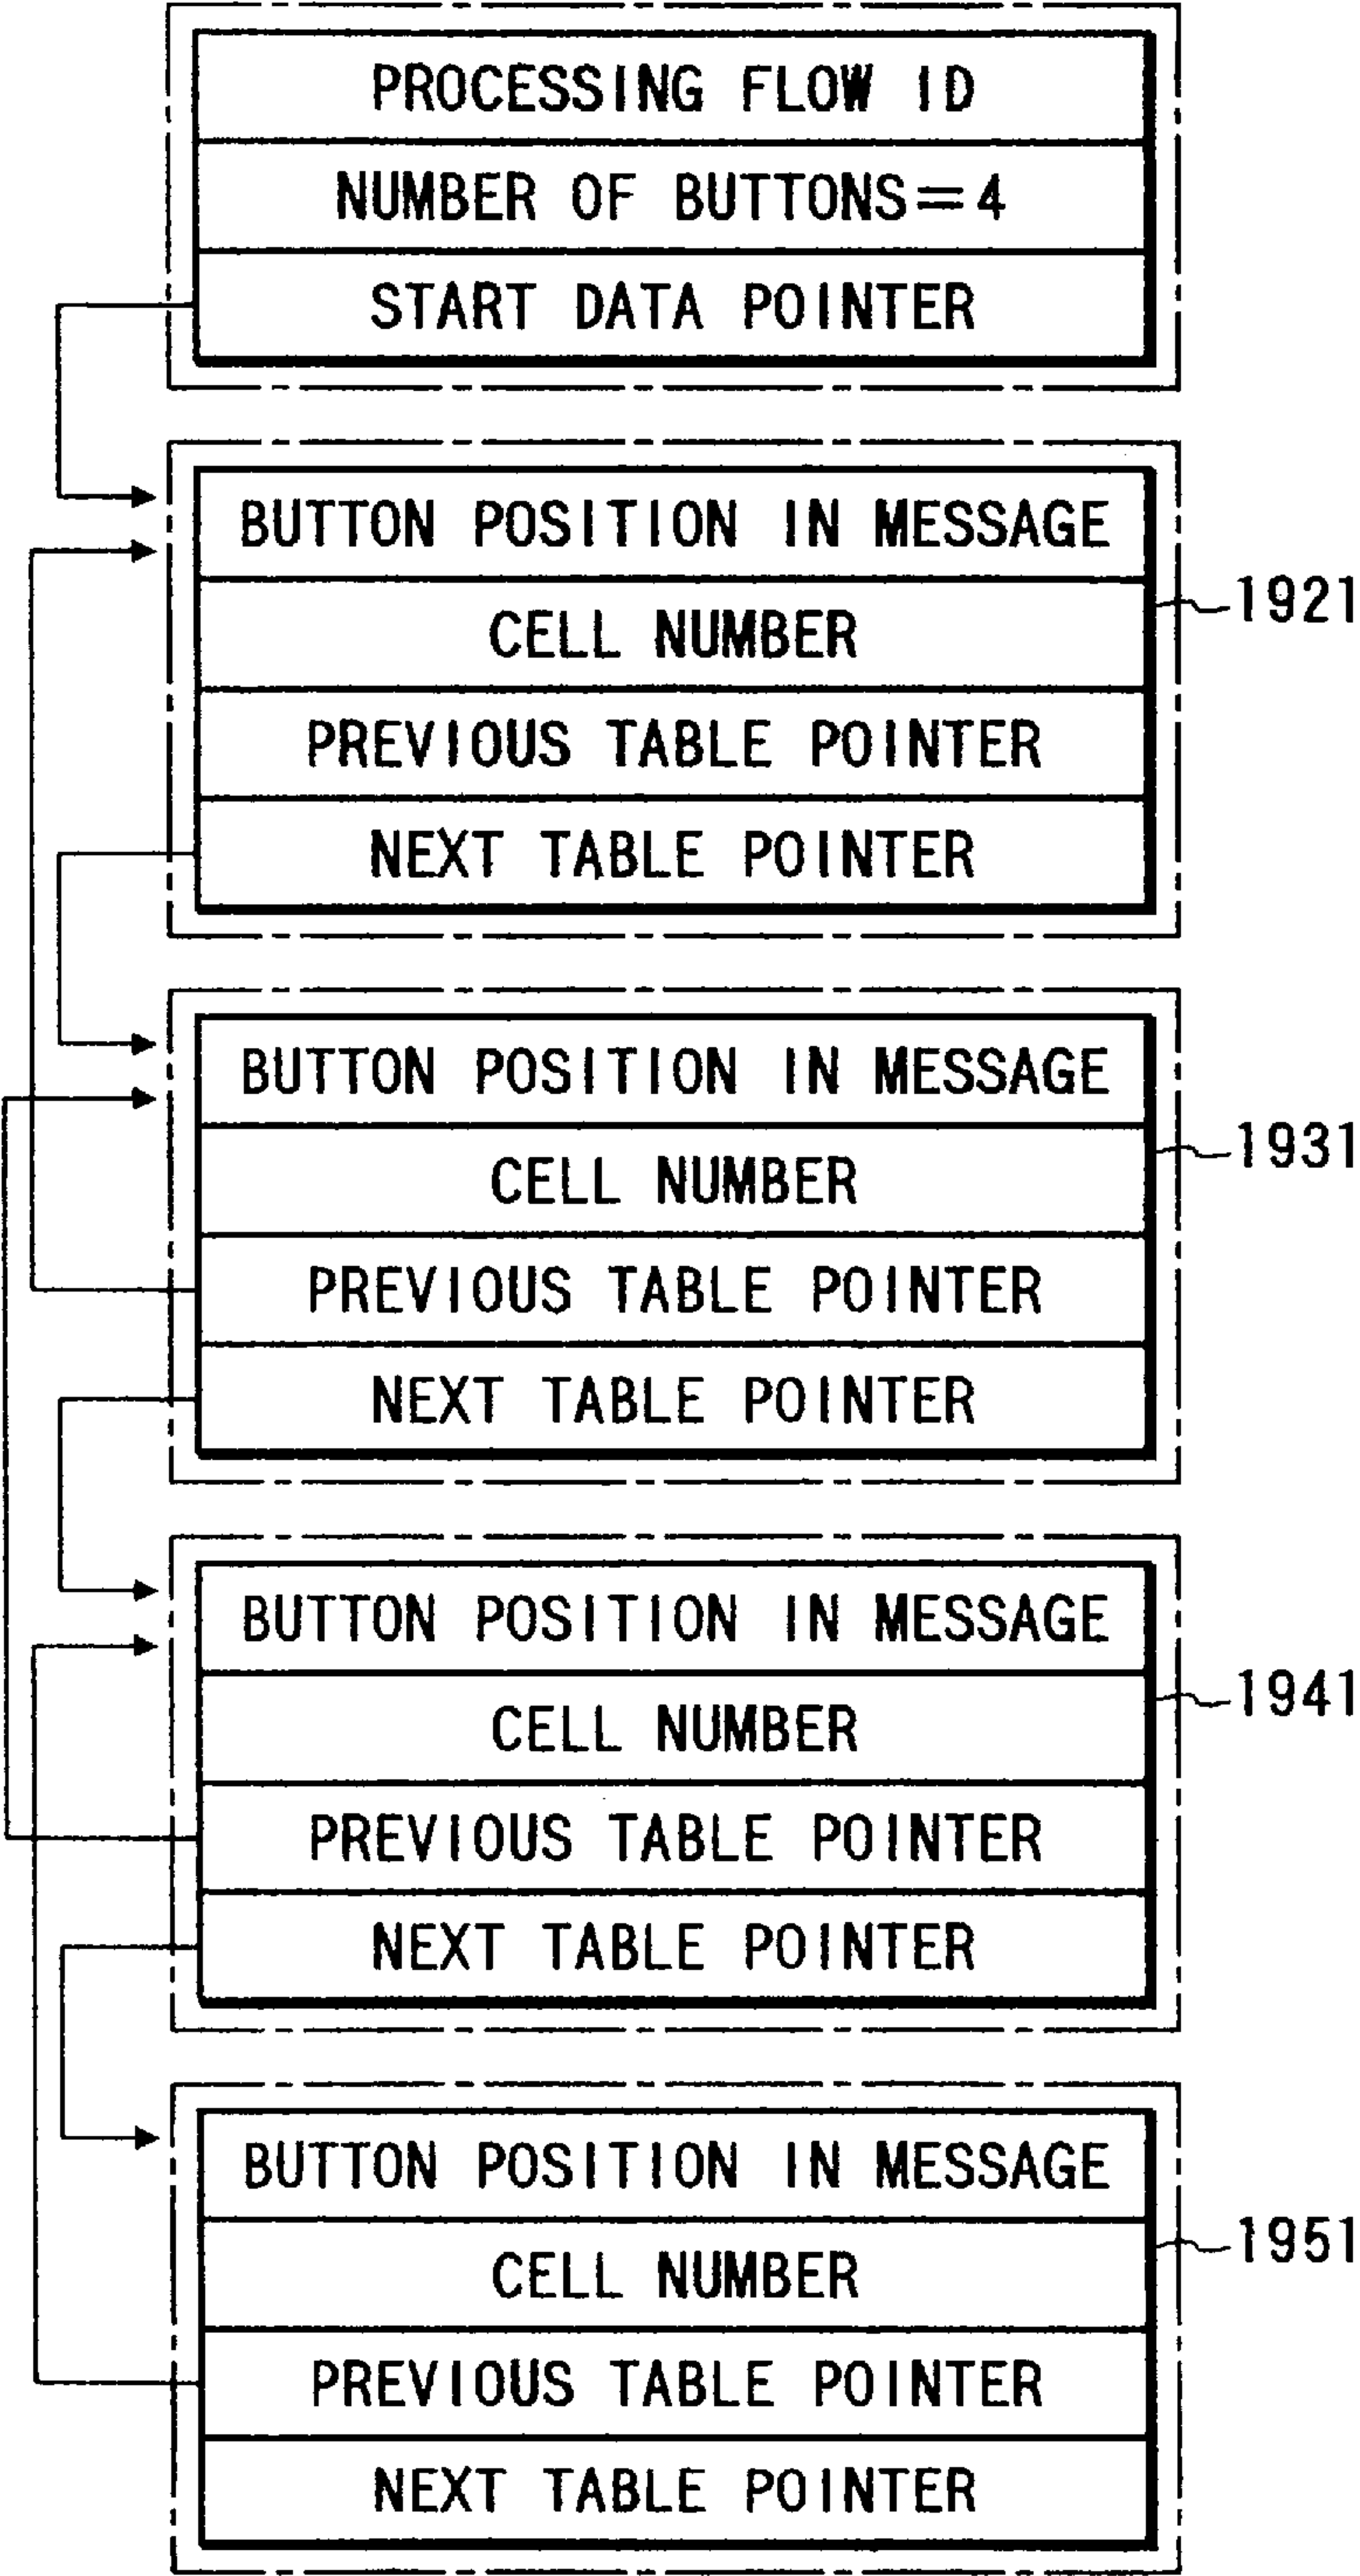 PROCESSING FLOW ID
NUMBER OF BUTTONS=4
START DATA POINTER
BUTTON POSITION IN MESSAGE
1921
CELL NUMBER
PREVIOUS TABLE POINTER
NEXT TABLE POINTER
BUTTON POSITION IN MESSAGE
1931
CELL NUMBER
PREVIOUS TABLE POINTER
NEXT TABLE POINTER
BUTTON POSITION IN MESSAGE
1941
CELL NUMBER
PREVIOUS TABLE POINTER
NEXT TABLE POINTER
BUTTON POSITION IN MESSAGE
1951
CELL NUMBER
PREVIOUS TABLE POINTER
NEXT TABLE POINTER